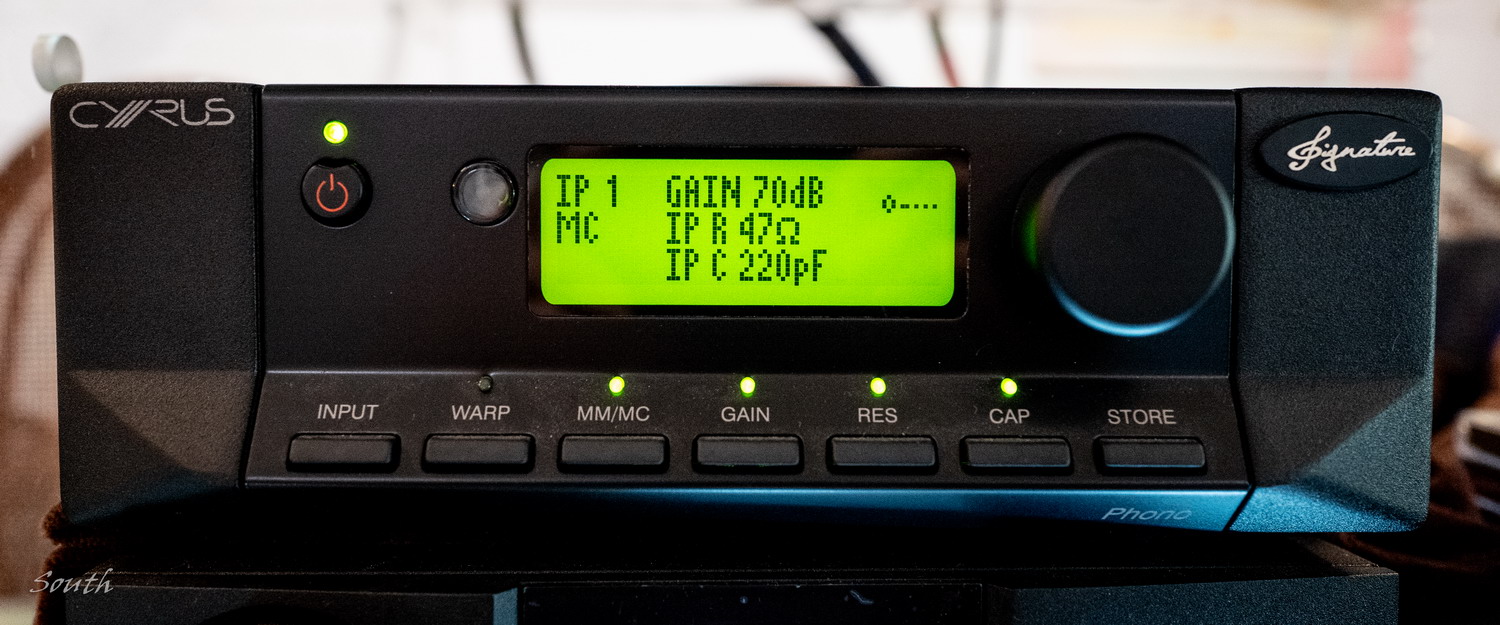 CYRUS
Signature
IP 1 GAIN 70dB
MC IP R 47Ω
IP C 220pF
INPUT WARP MM/MC GAIN RES CAP STORE
Phono
South